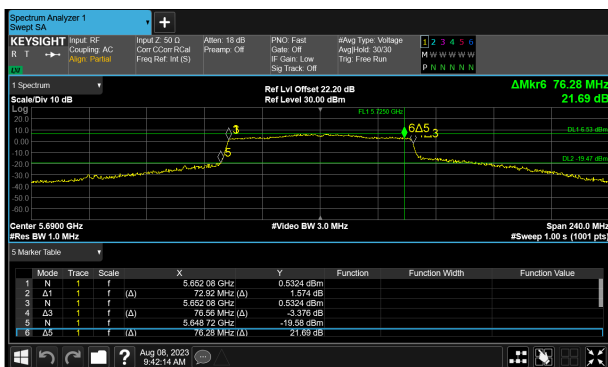 Spectrum Analyzer 1
Swept SA
+
KEYSIGHT Input: RF Input Z: 50 Ω Atten: 18 dB PNO: Fast #Avg Type: Voltage 1 2 3 4 5 6
R T Coupling: AC Corr CCorr RCal Preamp: Off Gate: Off Avg|Hold: 30/30 M W W W W W
Align: Partial Freq Ref: Int (S) IF Gain: Low Trig: Free Run P N N N N N
Sig Track: Off
1 Spectrum Ref Lvl Offset 22.20 dB ΔMkr6 76.28 MHz
Scale/Div 10 dB Ref Level 30.00 dBm 21.69 dB
Log FL1 5.7250 GHz
20.0
10.0 6Δ5 3 DL1 6.53 dBm
0.00
-10.0 5
-20.0 DL2 -19.47 dBm
-30.0
-40.0
-50.0
-60.0
Center 5.6900 GHz #Video BW 3.0 MHz Span 240.0 MHz
#Res BW 1.0 MHz #Sweep 1.00 s (1001 pts)
5 Marker Table
Mode Trace Scale X Y Function Function Width Function Value
1 N 1 f 5.652 08 GHz 0.5324 dBm
2 Δ1 1 f (Δ) 72.92 MHz (Δ) 1.574 dB
3 N 1 f 5.652 08 GHz 0.5324 dBm
4 Δ3 1 f (Δ) 76.56 MHz (Δ) -3.376 dB
5 N 1 f 5.648 72 GHz -19.58 dBm
6 Δ5 1 f (Δ) 76.28 MHz (Δ) 21.69 dB
? Aug 08, 2023
9:42:14 AM